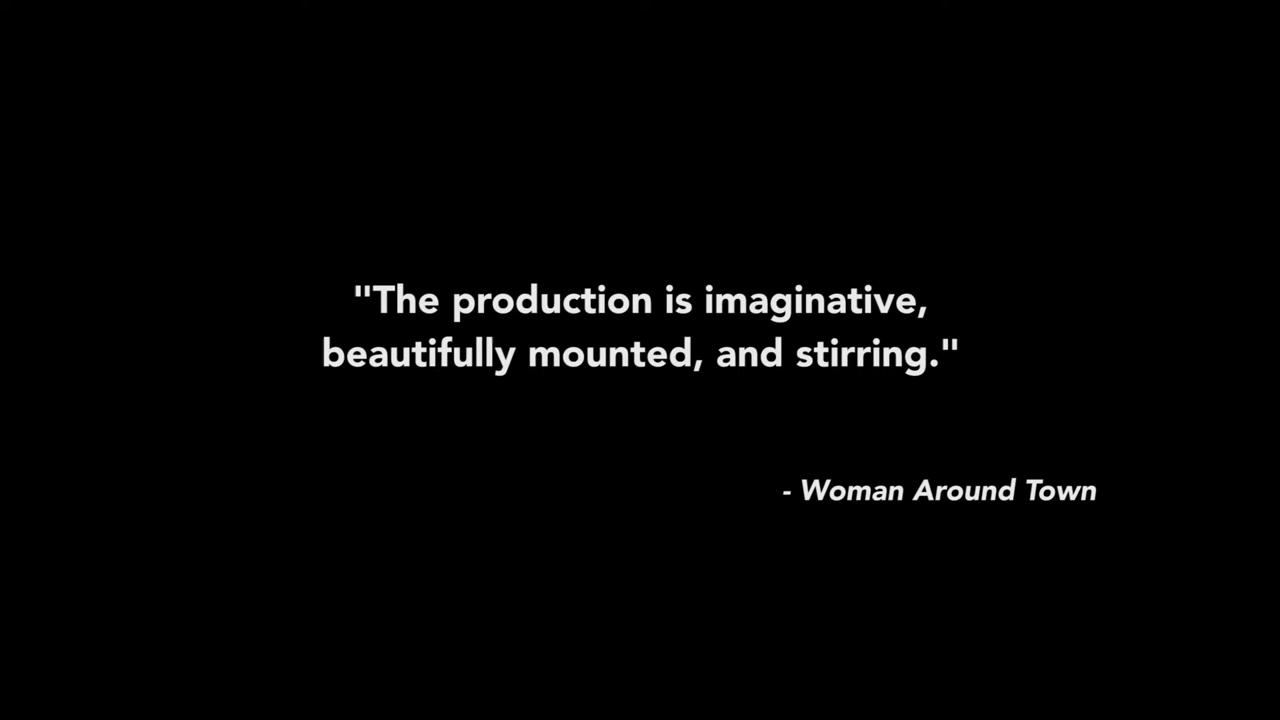 "The production is imaginative,
beautifully mounted, and stirring."
- Woman Around Town